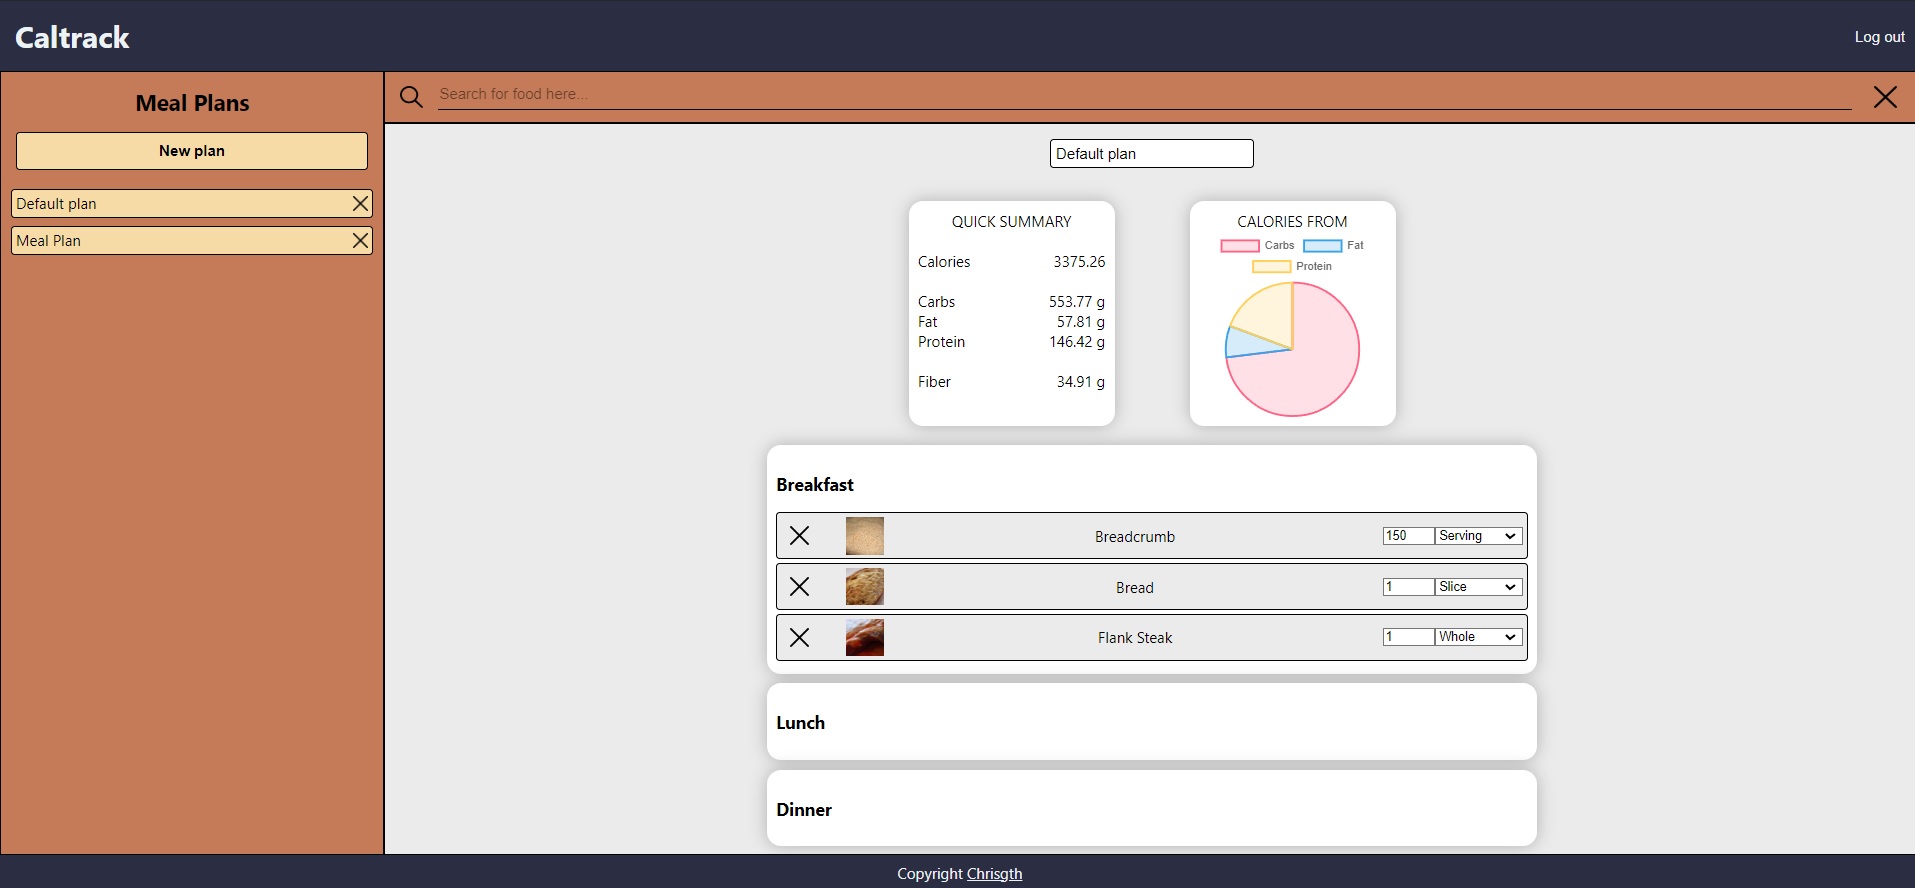 Caltrack
Log out
Meal Plans
New plan
Default plan
Meal Plan
Search for food here...
Default plan
QUICK SUMMARY
Calories 3375.26
Carbs 553.77 g
Fat 57.81 g
Protein 146.42 g
Fiber 34.91 g
CALORIES FROM
Carbs Fat
Protein
Breakfast
Breadcrumb 150 Serving
Bread 1 Slice
Flank Steak 1 Whole
Lunch
Dinner
Copyright Chrisgth